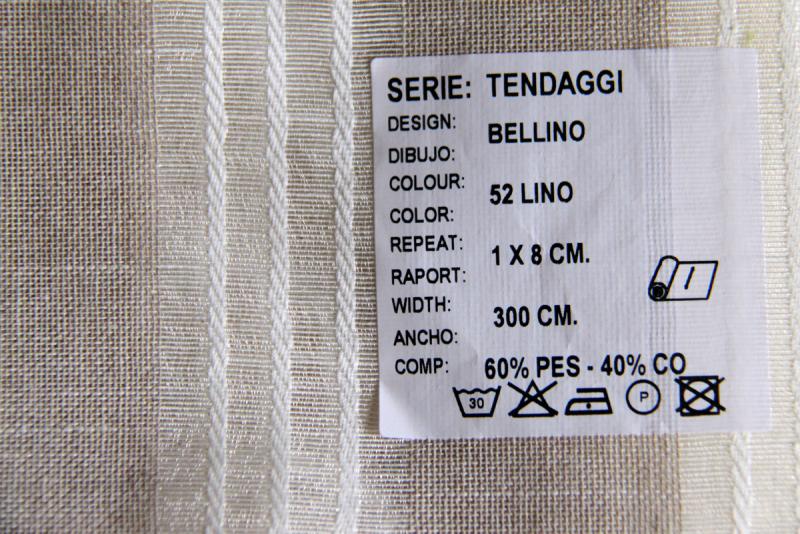 SERIE: TENDAGGI
DESIGN: BELLINO
DIBUJO:
COLOUR: 52 LINO
COLOR:
REPEAT: 1 X 8 CM.
RAPORT:
WIDTH: 300 CM.
ANCHO:
COMP: 60% PES - 40% CO
30 P